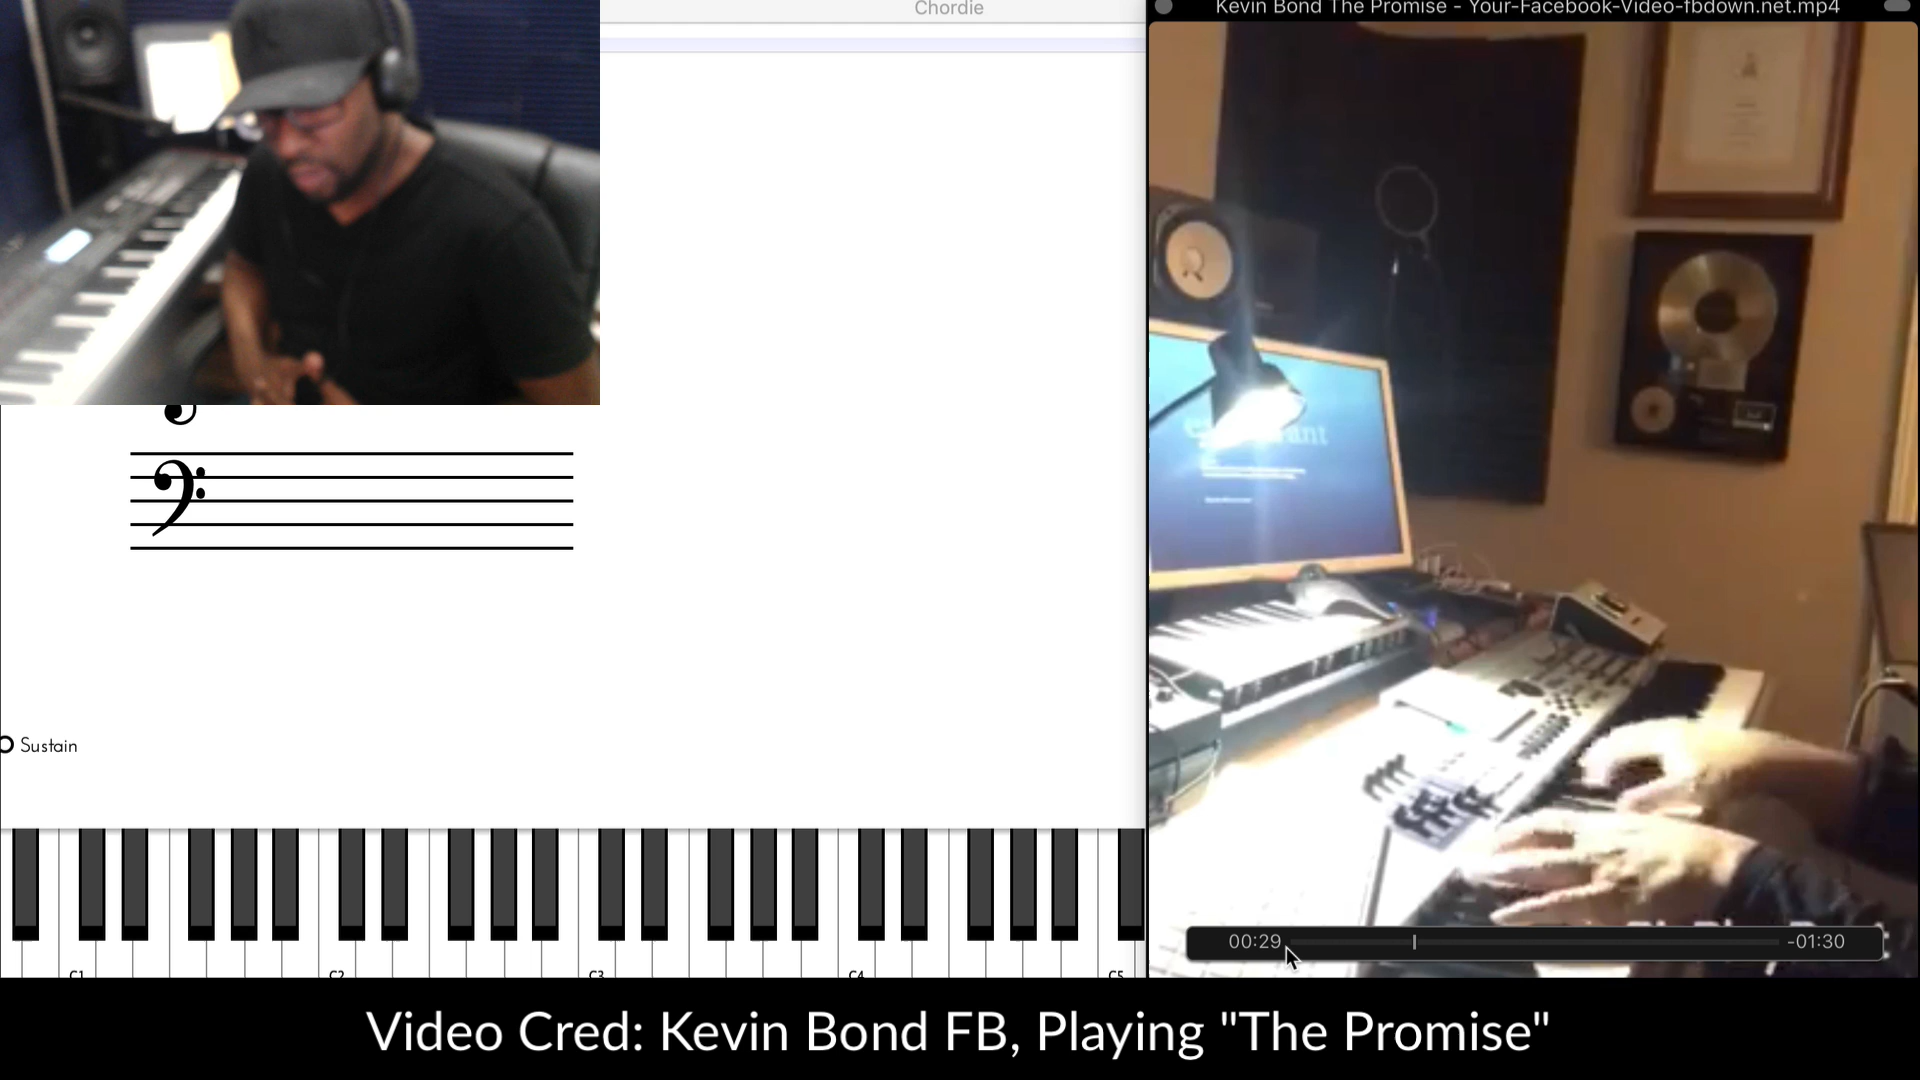 Chordie
Kevin Bond The Promise - Your-Facebook-Video-fbdown.net.mp4
Sustain
C1 C2 C3 C4 C5
00:29 -01:30
Video Cred: Kevin Bond FB, Playing "The Promise"